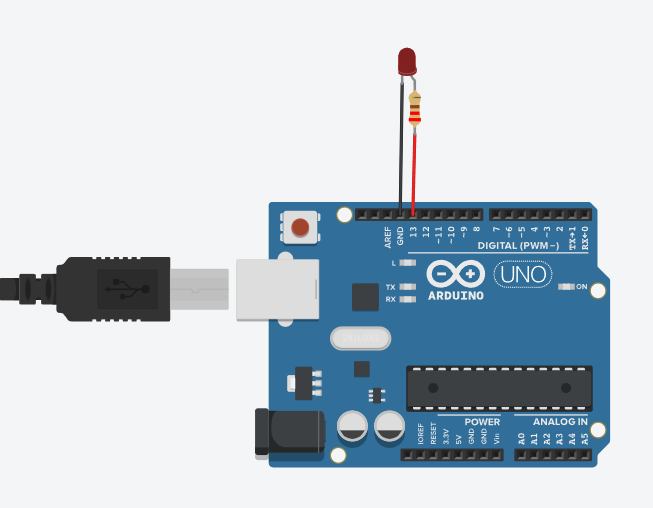 AREF
GND
13
12
~11
~10
~9
8
7
~6
~5
4
~3
2
TX→1
RX←0
DIGITAL (PWM~)
L
TX
RX
UNO
ON
ARDUINO
POWER
ANALOG IN
IOREF
RESET
3.3V
5V
GND
GND
Vin
A0
A1
A2
A3
A4
A5